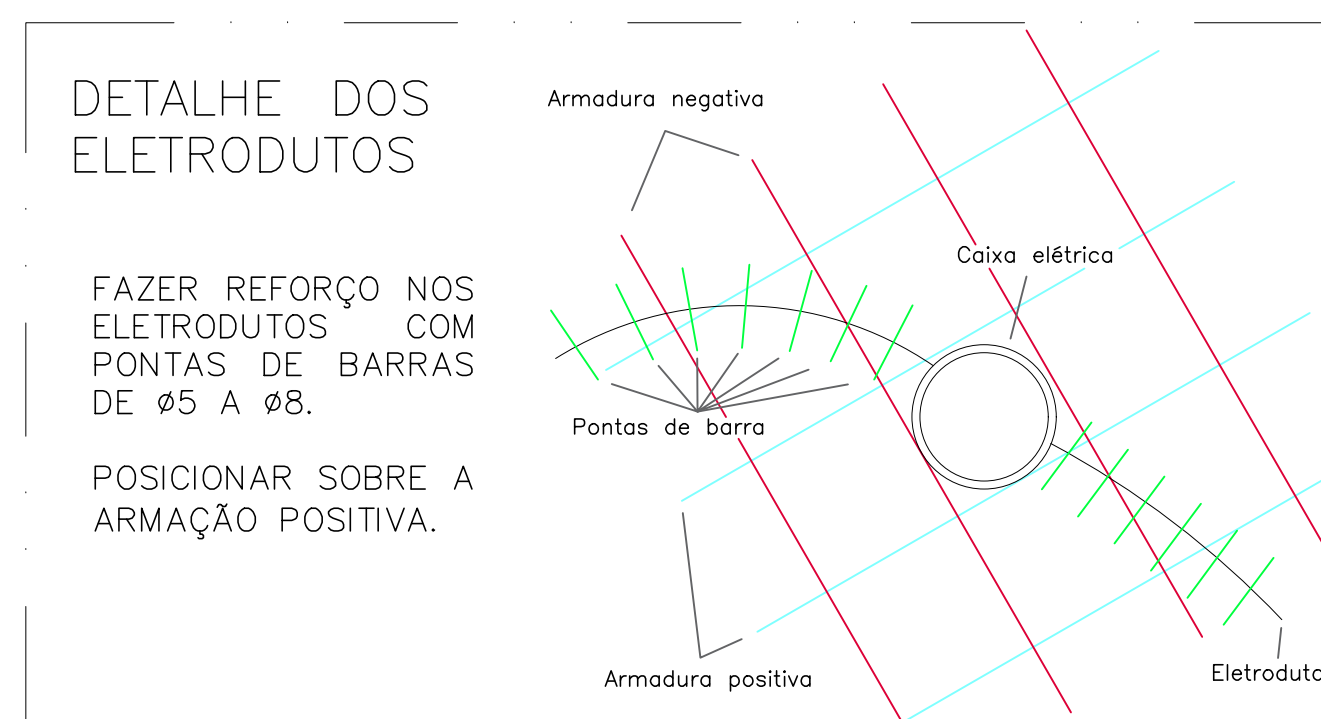 DETALHE DOS
ELETRODUTOS
FAZER REFORÇO NOS
ELETRODUTOS COM
PONTAS DE BARRAS
DE ø5 A ø8.
POSICIONAR SOBRE A
ARMAÇÃO POSITIVA.
Armadura negativa
Caixa elétrica
Pontas de barra
Armadura positiva
Eletroduto